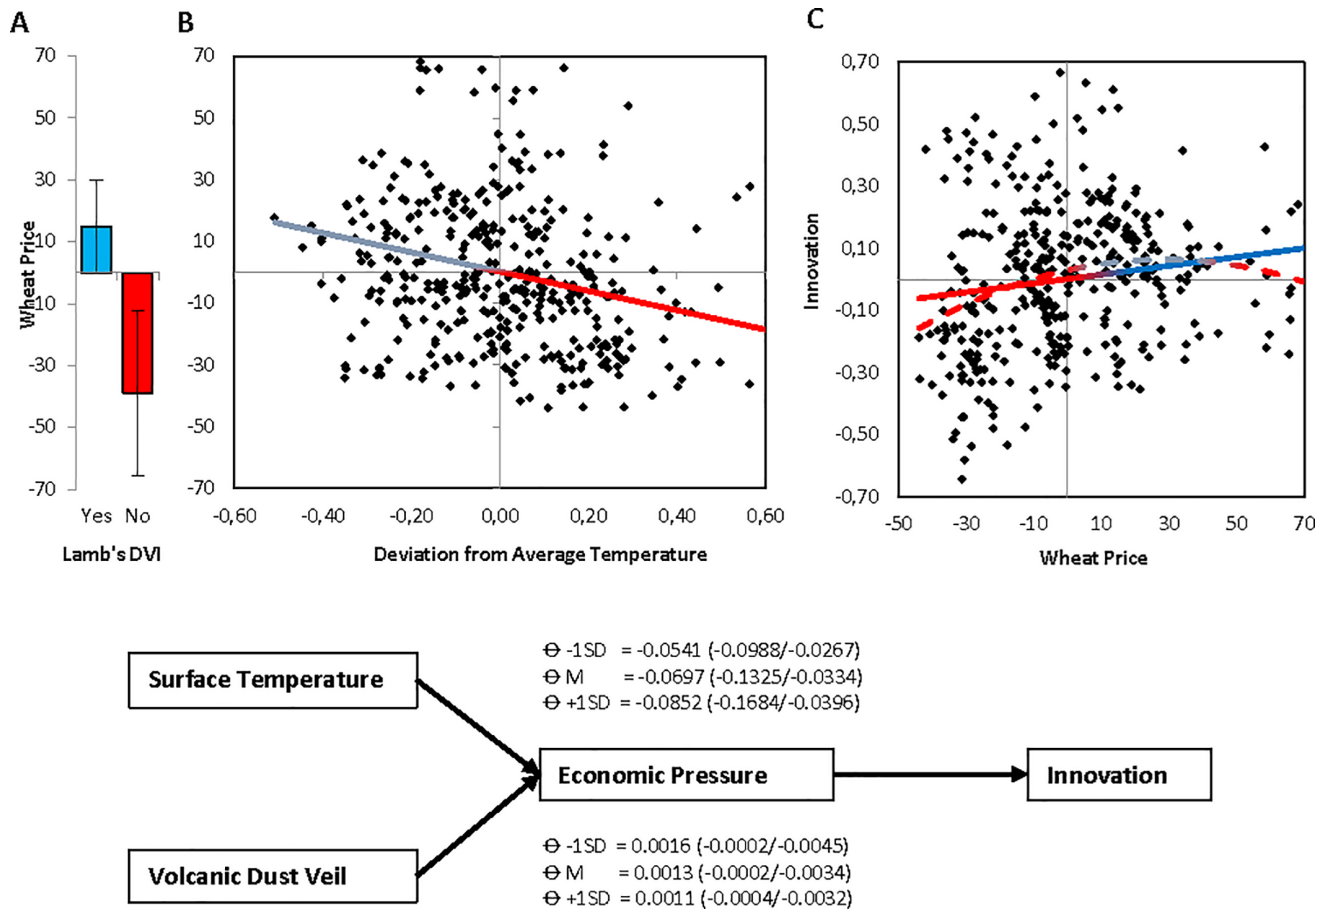 A
B
C
70
50
30
10
-10
-30
-50
-70
Wheat Price
Yes No
Lamb's DVI
70
50
30
10
-10
-30
-50
-70
-0,60 -0,40 -0,20 0,00 0,20 0,40 0,60
Deviation from Average Temperature
0,70
0,50
0,30
0,10
-0,10
-0,30
-0,50
-0,70
Innovation
-50 -30 -10 10 30 50 70
Wheat Price
Surface Temperature
ϴ -1SD = -0.0541 (-0.0988/-0.0267)
ϴ M = -0.0697 (-0.1325/-0.0334)
ϴ +1SD = -0.0852 (-0.1684/-0.0396)
Economic Pressure
Innovation
Volcanic Dust Veil
ϴ -1SD = 0.0016 (-0.0002/-0.0045)
ϴ M = 0.0013 (-0.0002/-0.0034)
ϴ +1SD = 0.0011 (-0.0004/-0.0032)